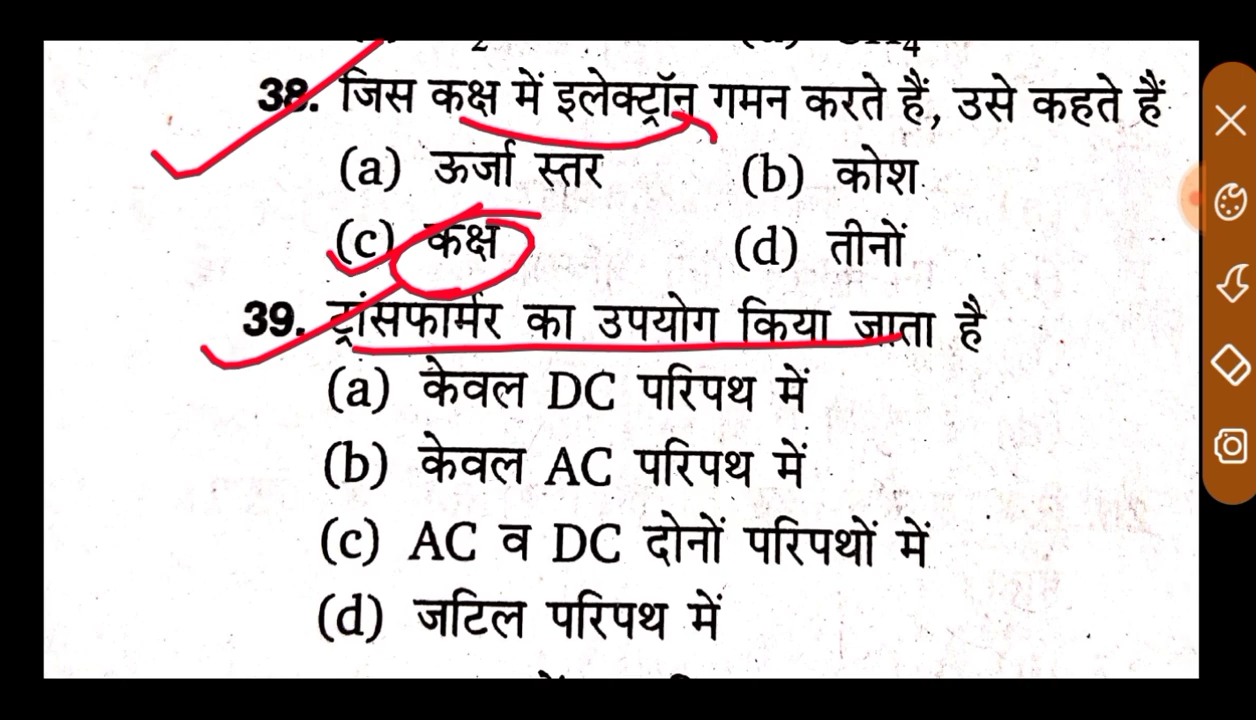 38. जिस कक्ष में इलेक्ट्रॉन गमन करते हैं, उसे कहते हैं
(a) ऊर्जा स्तर (b) कोश
(c) कक्ष (d) तीनों
39. ट्रांसफार्मर का उपयोग किया जाता है
(a) केवल DC परिपथ में
(b) केवल AC परिपथ में
(c) AC व DC दोनों परिपथों में
(d) जटिल परिपथ में